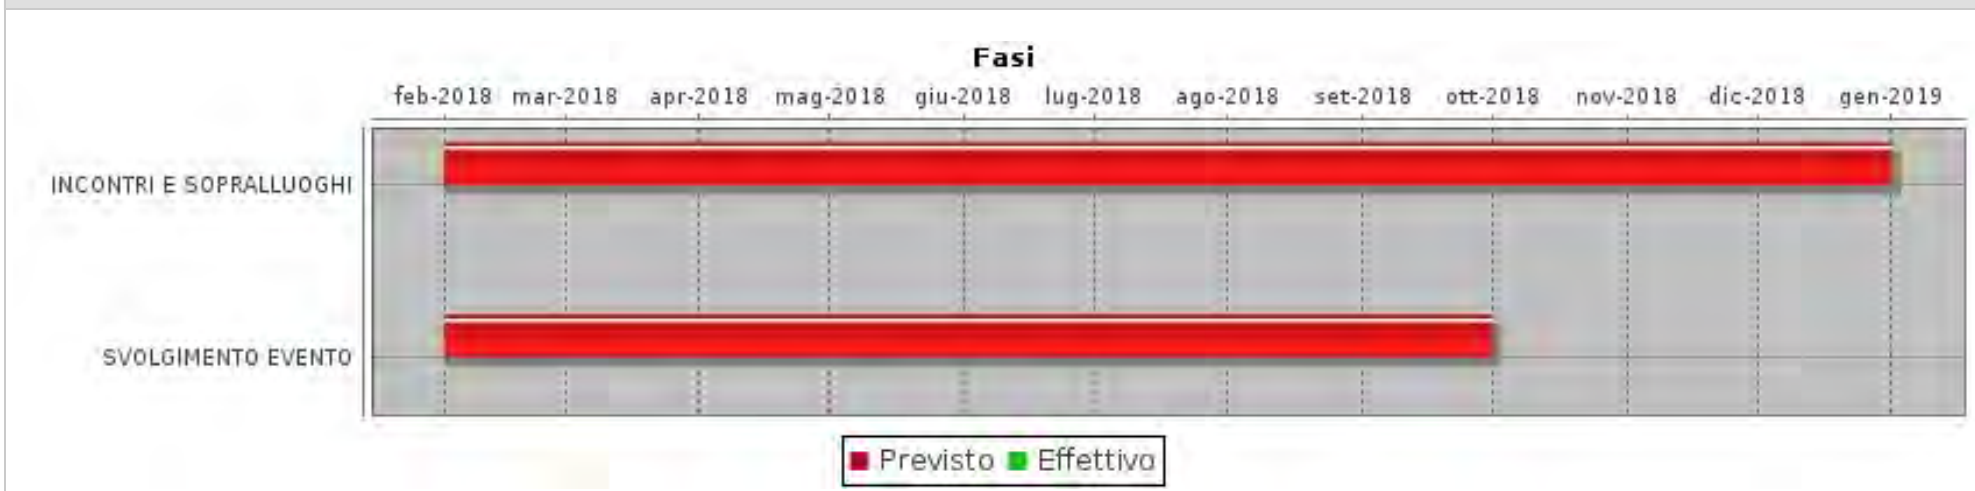 Fasi
feb-2018 mar-2018 apr-2018 mag-2018 giu-2018 lug-2018 ago-2018 set-2018 ott-2018 nov-2018 dic-2018 gen-2019
INCONTRI E SOPRALLUOGHI
SVOLGIMENTO EVENTO
Previsto Effettivo